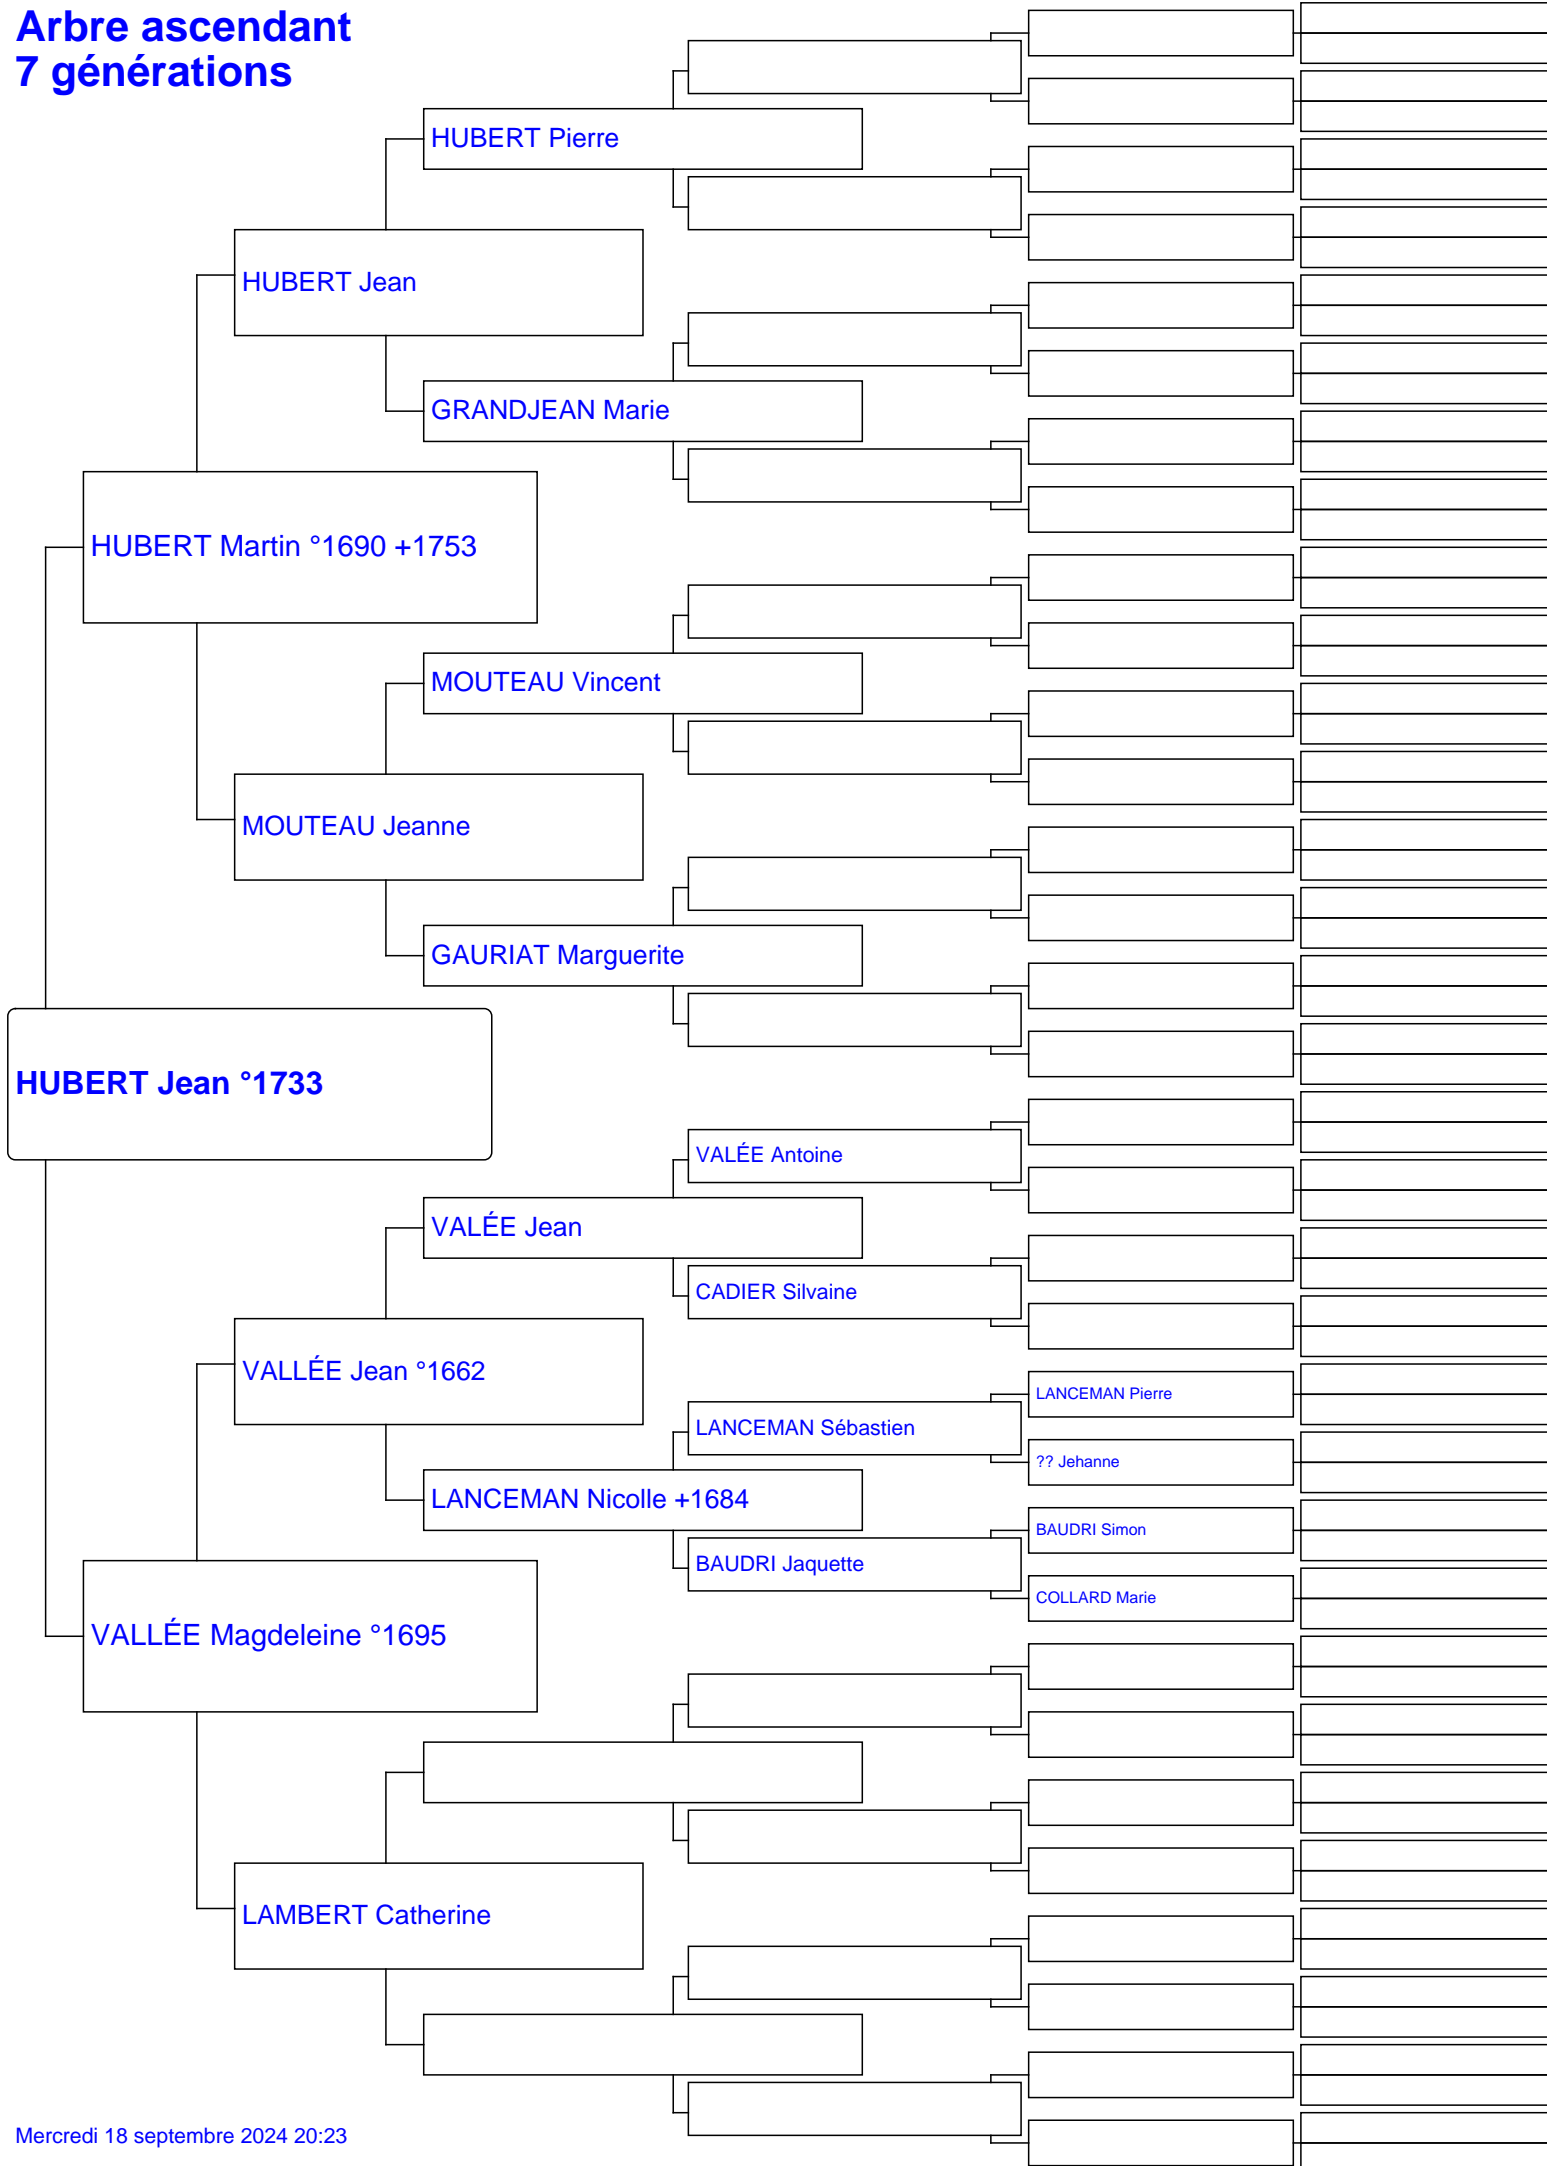 Arbre ascendant
7 générations
HUBERT Pierre
HUBERT Jean
GRANDJEAN Marie
HUBERT Martin °1690 +1753
MOUTEAU Vincent
MOUTEAU Jeanne
GAURIAT Marguerite
HUBERT Jean °1733
VALÉE Antoine
VALÉE Jean
CADIER Silvaine
VALLÉE Jean °1662
LANCEMAN Pierre
LANCEMAN Sébastien
?? Jehanne
LANCEMAN Nicolle +1684
BAUDRI Simon
BAUDRI Jaquette
COLLARD Marie
VALLÉE Magdeleine °1695
LAMBERT Catherine
Mercredi 18 septembre 2024 20:23